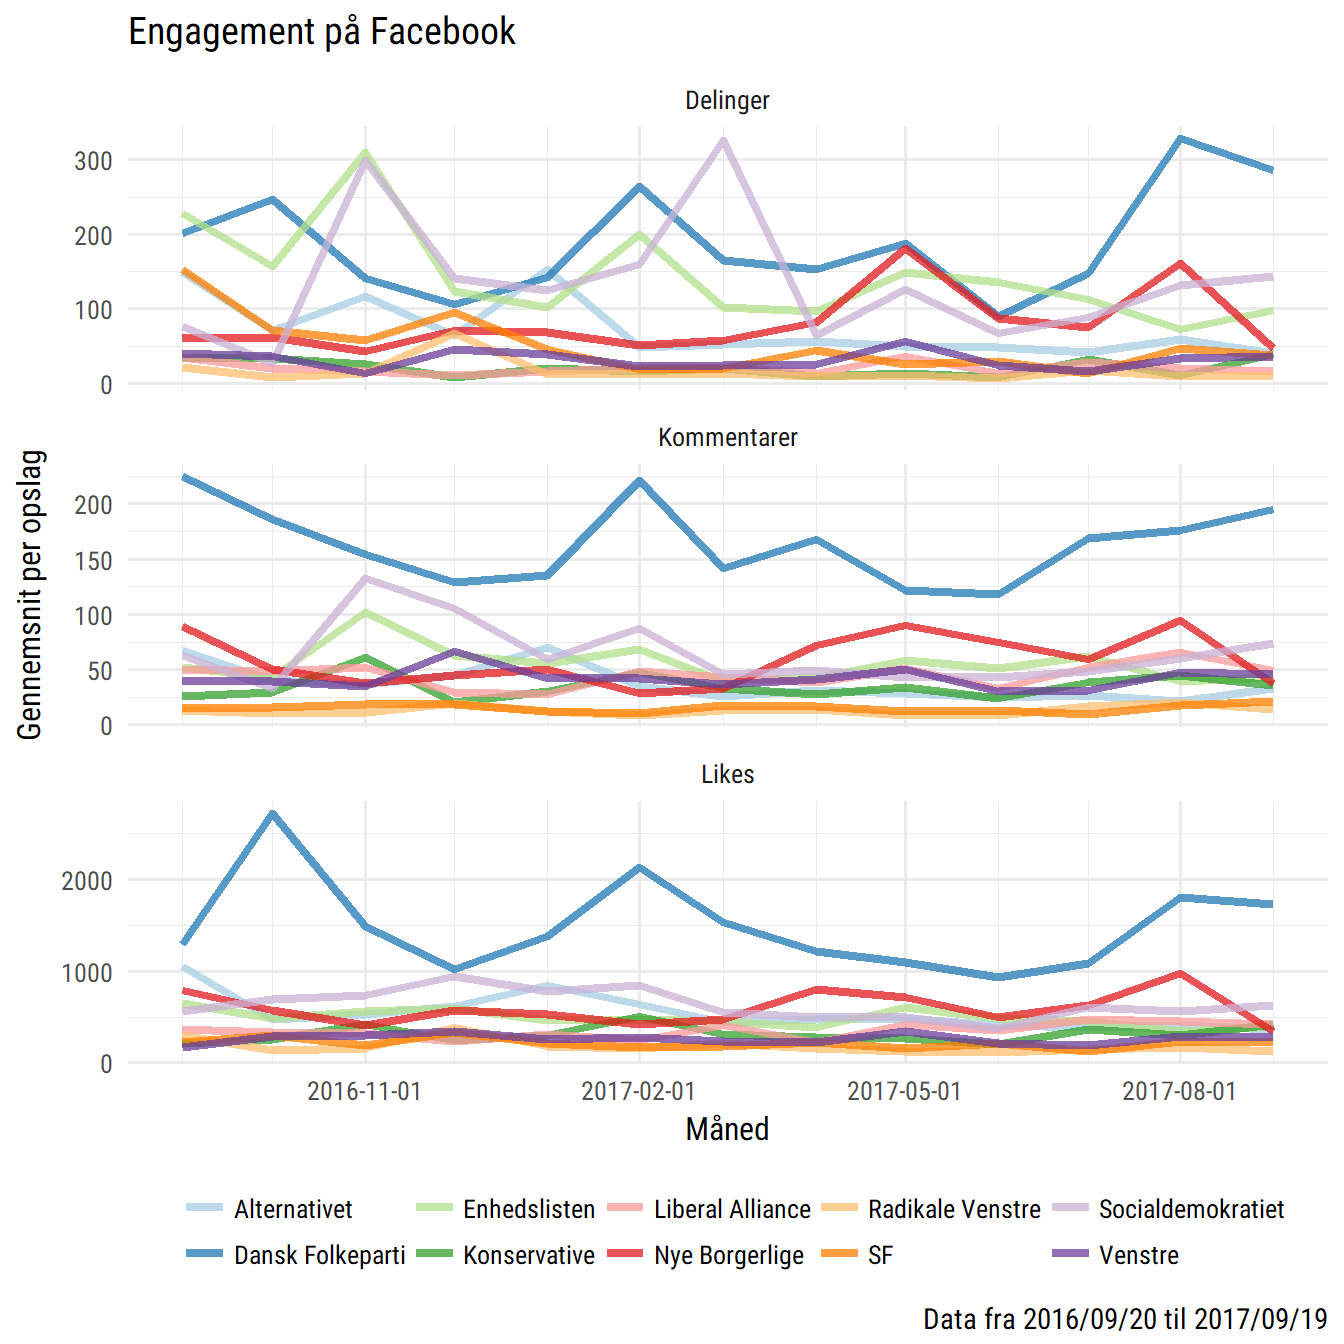 Engagement på Facebook
Delinger
300
200
100
0
Kommentarer
200
150
100
50
0
Likes
2000
1000
0
Gennemsnit per opslag
2016-11-01 2017-02-01 2017-05-01 2017-08-01
Måned
Alternativet Enhedslisten Liberal Alliance Radikale Venstre Socialdemokratiet
Dansk Folkeparti Konservative Nye Borgerlige SF Venstre
Data fra 2016/09/20 til 2017/09/19